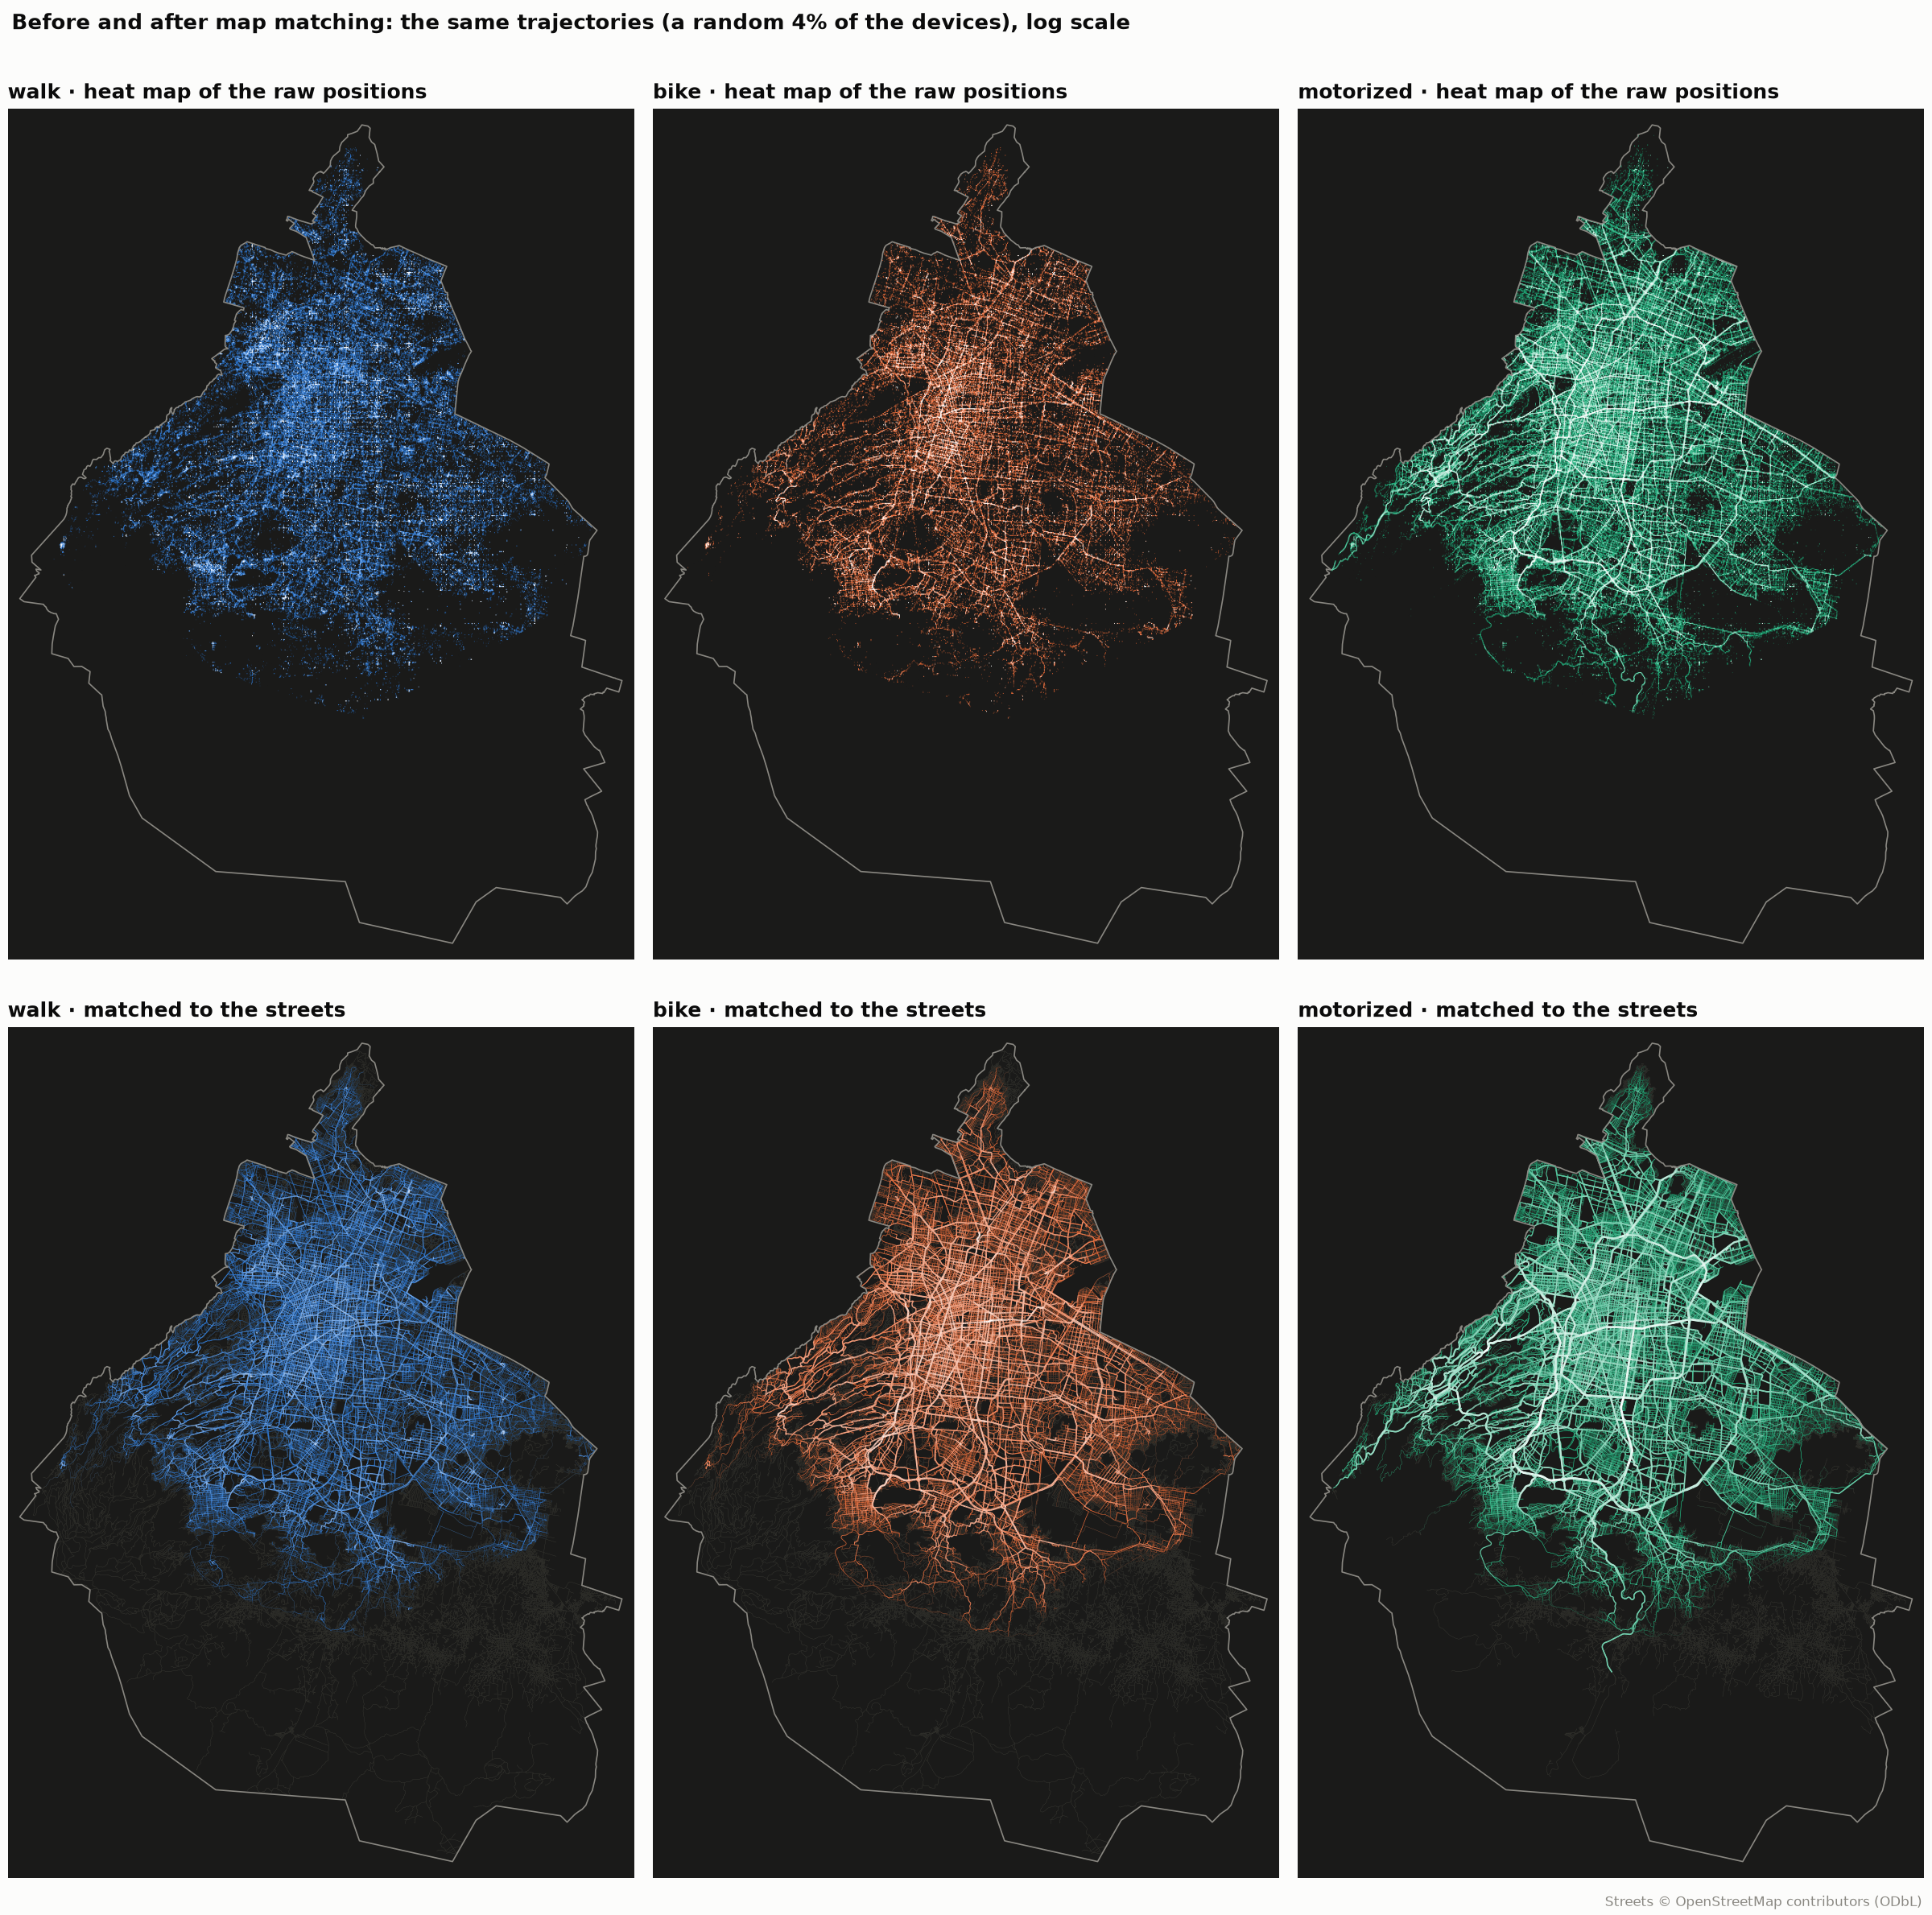 Before and after map matching: the same trajectories (a random 4% of the devices), log scale
walk · heat map of the raw positions
bike · heat map of the raw positions
motorized · heat map of the raw positions
walk · matched to the streets
bike · matched to the streets
motorized · matched to the streets
Streets © OpenStreetMap contributors (ODbL)